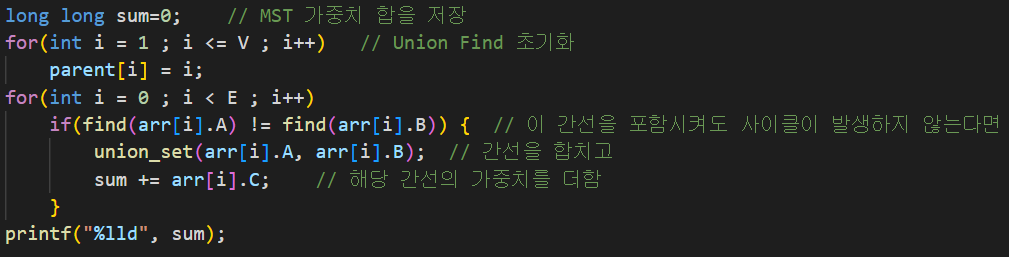 long long sum=0;    // MST 가중치 합을 저장
for(int i = 1 ; i <= V ; i++)   // Union Find 초기화
    parent[i] = i;
for(int i = 0 ; i < E ; i++)
    if(find(arr[i].A) != find(arr[i].B)) {  // 이 간선을 포함시켜도 사이클이 발생하지 않는다면
        union_set(arr[i].A, arr[i].B);  // 간선을 합치고
        sum += arr[i].C;    // 해당 간선의 가중치를 더함
    }
printf("%lld", sum);